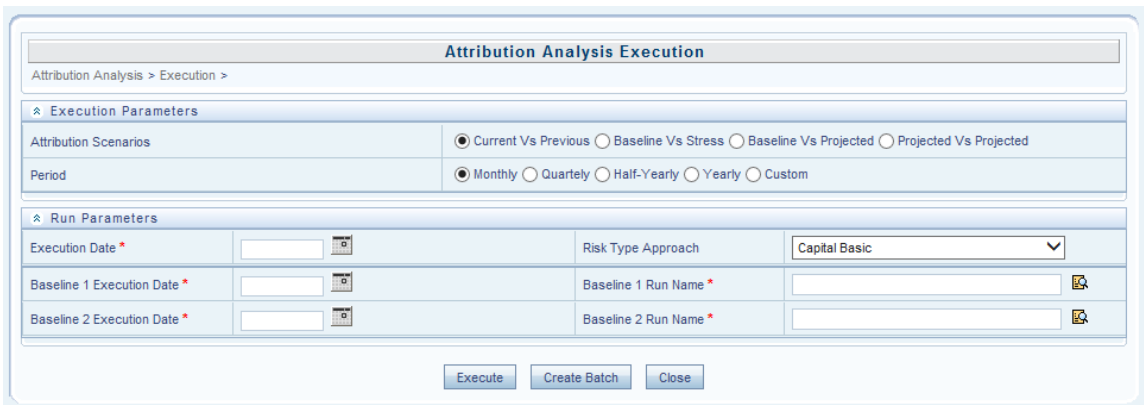 Attribution Analysis Execution
Attribution Analysis > Execution >
Execution Parameters
Attribution Scenarios Current Vs Previous Baseline Vs Stress Baseline Vs Projected Projected Vs Projected
Period Monthly Quartely Half-Yearly Yearly Custom
Run Parameters
Execution Date * Risk Type Approach Capital Basic
Baseline 1 Execution Date * Baseline 1 Run Name *
Baseline 2 Execution Date * Baseline 2 Run Name *
Execute Create Batch Close